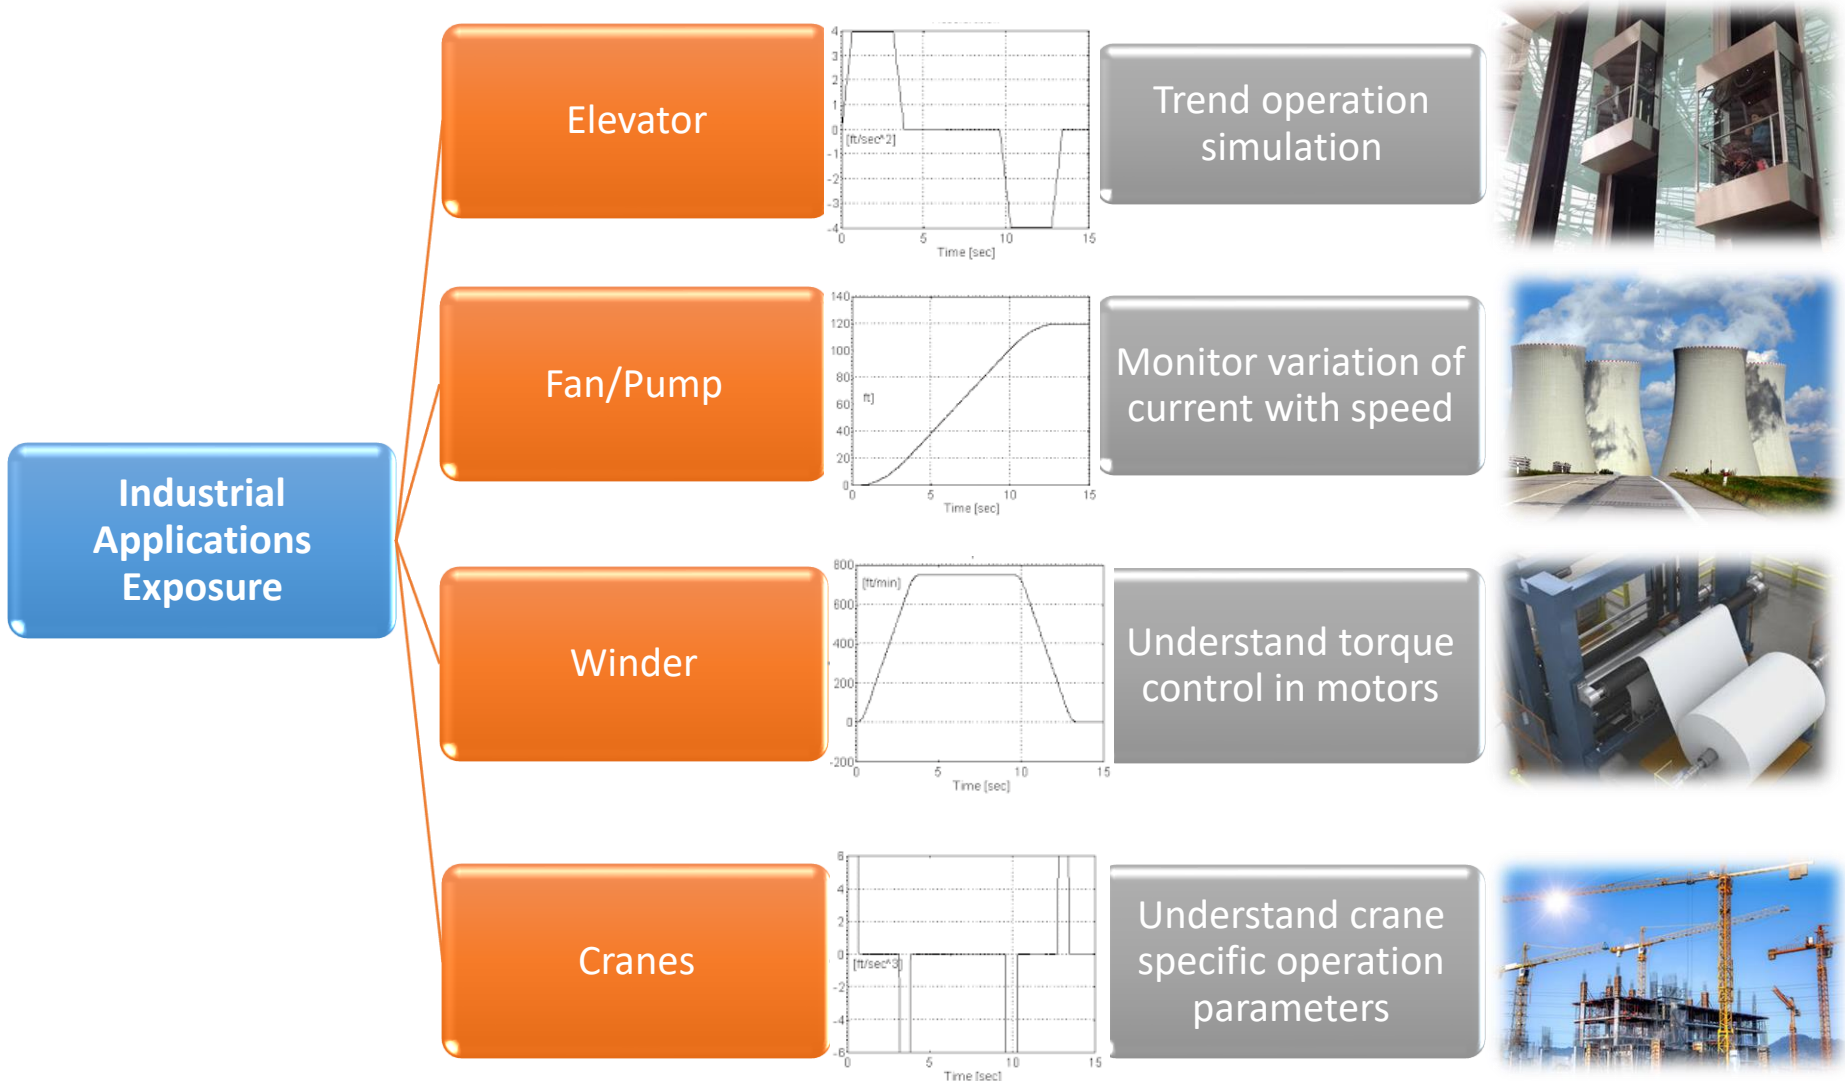 Industrial
Applications
Exposure
Elevator
4
3
2
1
0
[ft/sec^2]
-1
-2
-3
-4
0 5 10 15
Time [sec]
Trend operation
simulation
Fan/Pump
140
120
100
80
60
ft]
40
20
0
0 5 10 15
Time [sec]
Monitor variation of
current with speed
Winder
800
[ft/min]
600
400
200
0
-200
0 5 10 15
Time [sec]
Understand torque
control in motors
Cranes
6
4
2
0
[ft/sec^3]
-2
-4
-6
0 5 10 15
Time [sec]
Understand crane
specific operation
parameters